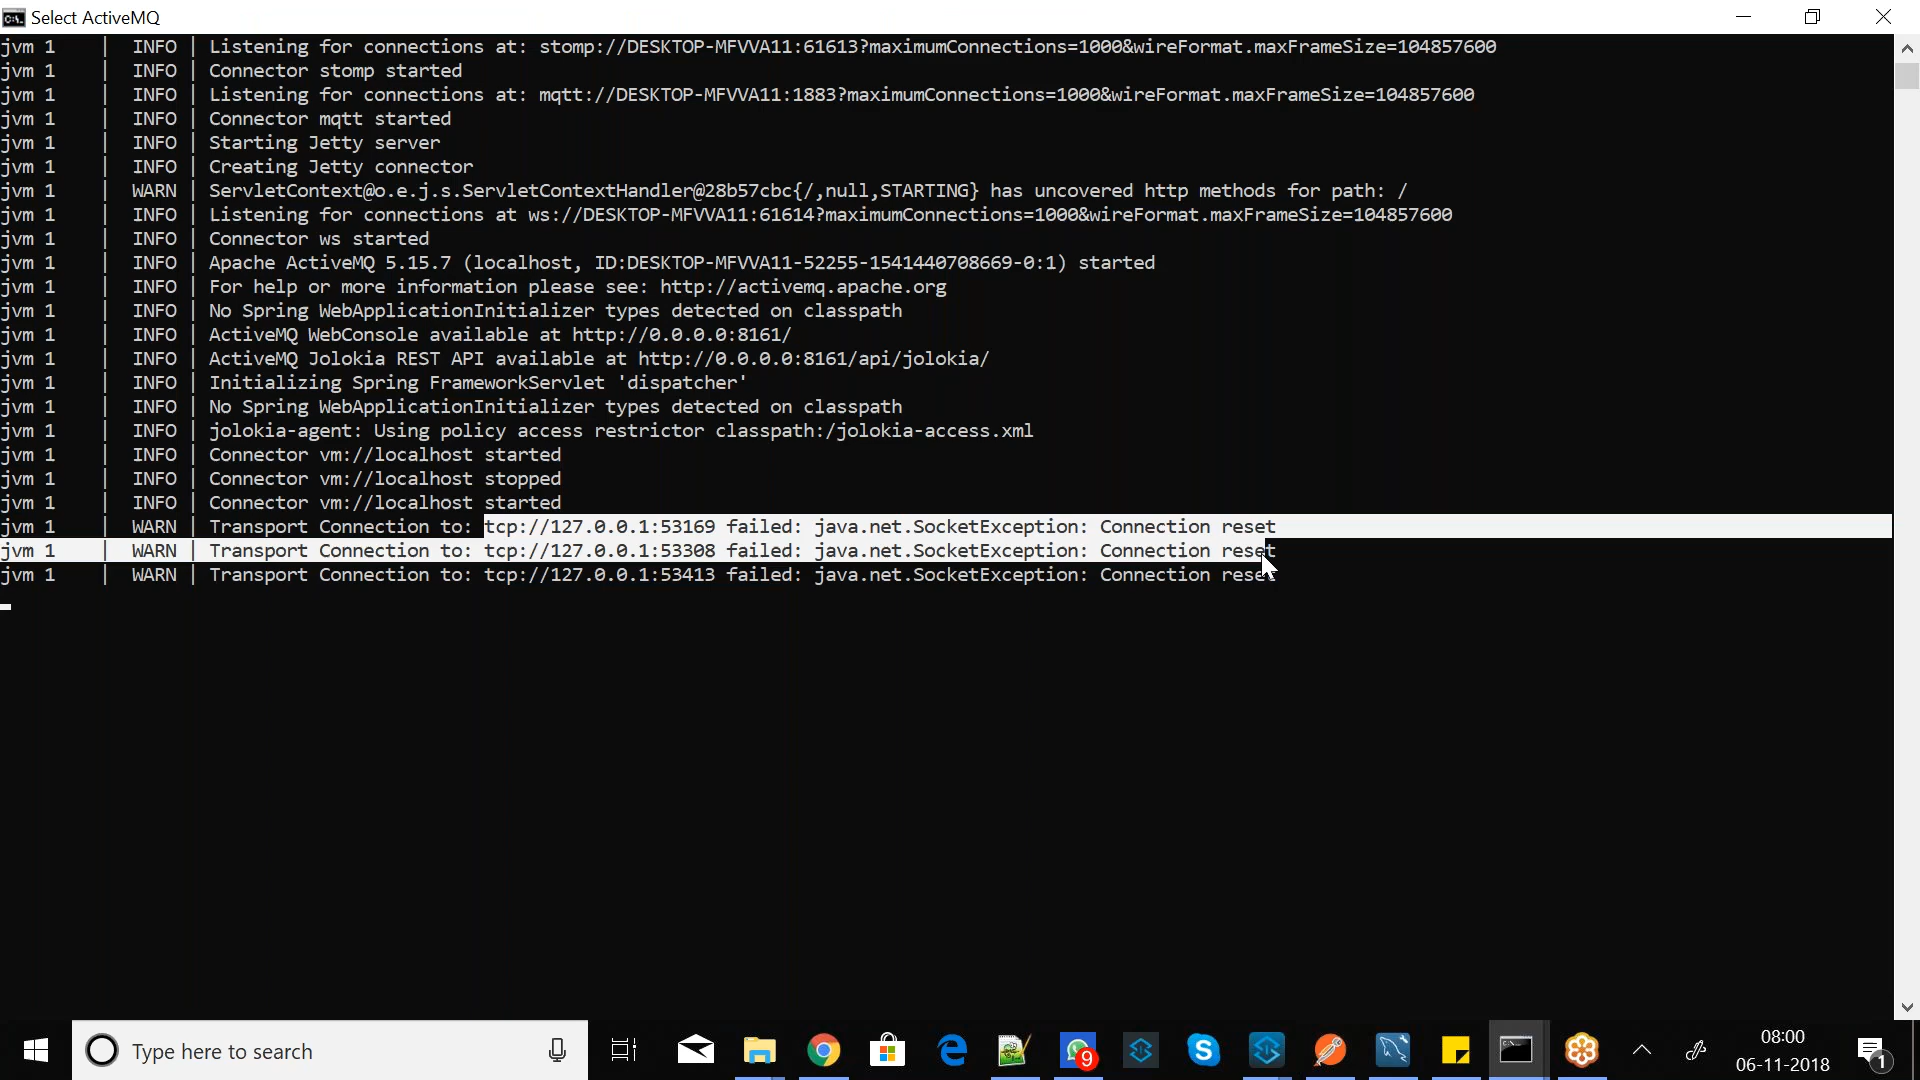 Select ActiveMQ
jvm 1    | INFO | Listening for connections at: stomp://DESKTOP-MFVVA11:61613?maximumConnections=1000&wireFormat.maxFrameSize=104857600
jvm 1    | INFO | Connector stomp started
jvm 1    | INFO | Listening for connections at: mqtt://DESKTOP-MFVVA11:1883?maximumConnections=1000&wireFormat.maxFrameSize=104857600
jvm 1    | INFO | Connector mqtt started
jvm 1    | INFO | Starting Jetty server
jvm 1    | INFO | Creating Jetty connector
jvm 1    | WARN | ServletContext@o.e.j.s.ServletContextHandler@28b57cbc{/,null,STARTING} has uncovered http methods for path: /
jvm 1    | INFO | Listening for connections at ws://DESKTOP-MFVVA11:61614?maximumConnections=1000&wireFormat.maxFrameSize=104857600
jvm 1    | INFO | Connector ws started
jvm 1    | INFO | Apache ActiveMQ 5.15.7 (localhost, ID:DESKTOP-MFVVA11-52255-1541440708669-0:1) started
jvm 1    | INFO | For help or more information please see: http://activemq.apache.org
jvm 1    | INFO | No Spring WebApplicationInitializer types detected on classpath
jvm 1    | INFO | ActiveMQ WebConsole available at http://0.0.0.0:8161/
jvm 1    | INFO | ActiveMQ Jolokia REST API available at http://0.0.0.0:8161/api/jolokia/
jvm 1    | INFO | Initializing Spring FrameworkServlet 'dispatcher'
jvm 1    | INFO | No Spring WebApplicationInitializer types detected on classpath
jvm 1    | INFO | jolokia-agent: Using policy access restrictor classpath:/jolokia-access.xml
jvm 1    | INFO | Connector vm://localhost started
jvm 1    | INFO | Connector vm://localhost stopped
jvm 1    | INFO | Connector vm://localhost started
jvm 1    | WARN | Transport Connection to: tcp://127.0.0.1:53169 failed: java.net.SocketException: Connection reset
jvm 1    | WARN | Transport Connection to: tcp://127.0.0.1:53308 failed: java.net.SocketException: Connection reset
jvm 1    | WARN | Transport Connection to: tcp://127.0.0.1:53413 failed: java.net.SocketException: Connection reset
Type here to search
9
08:00
06-11-2018
1